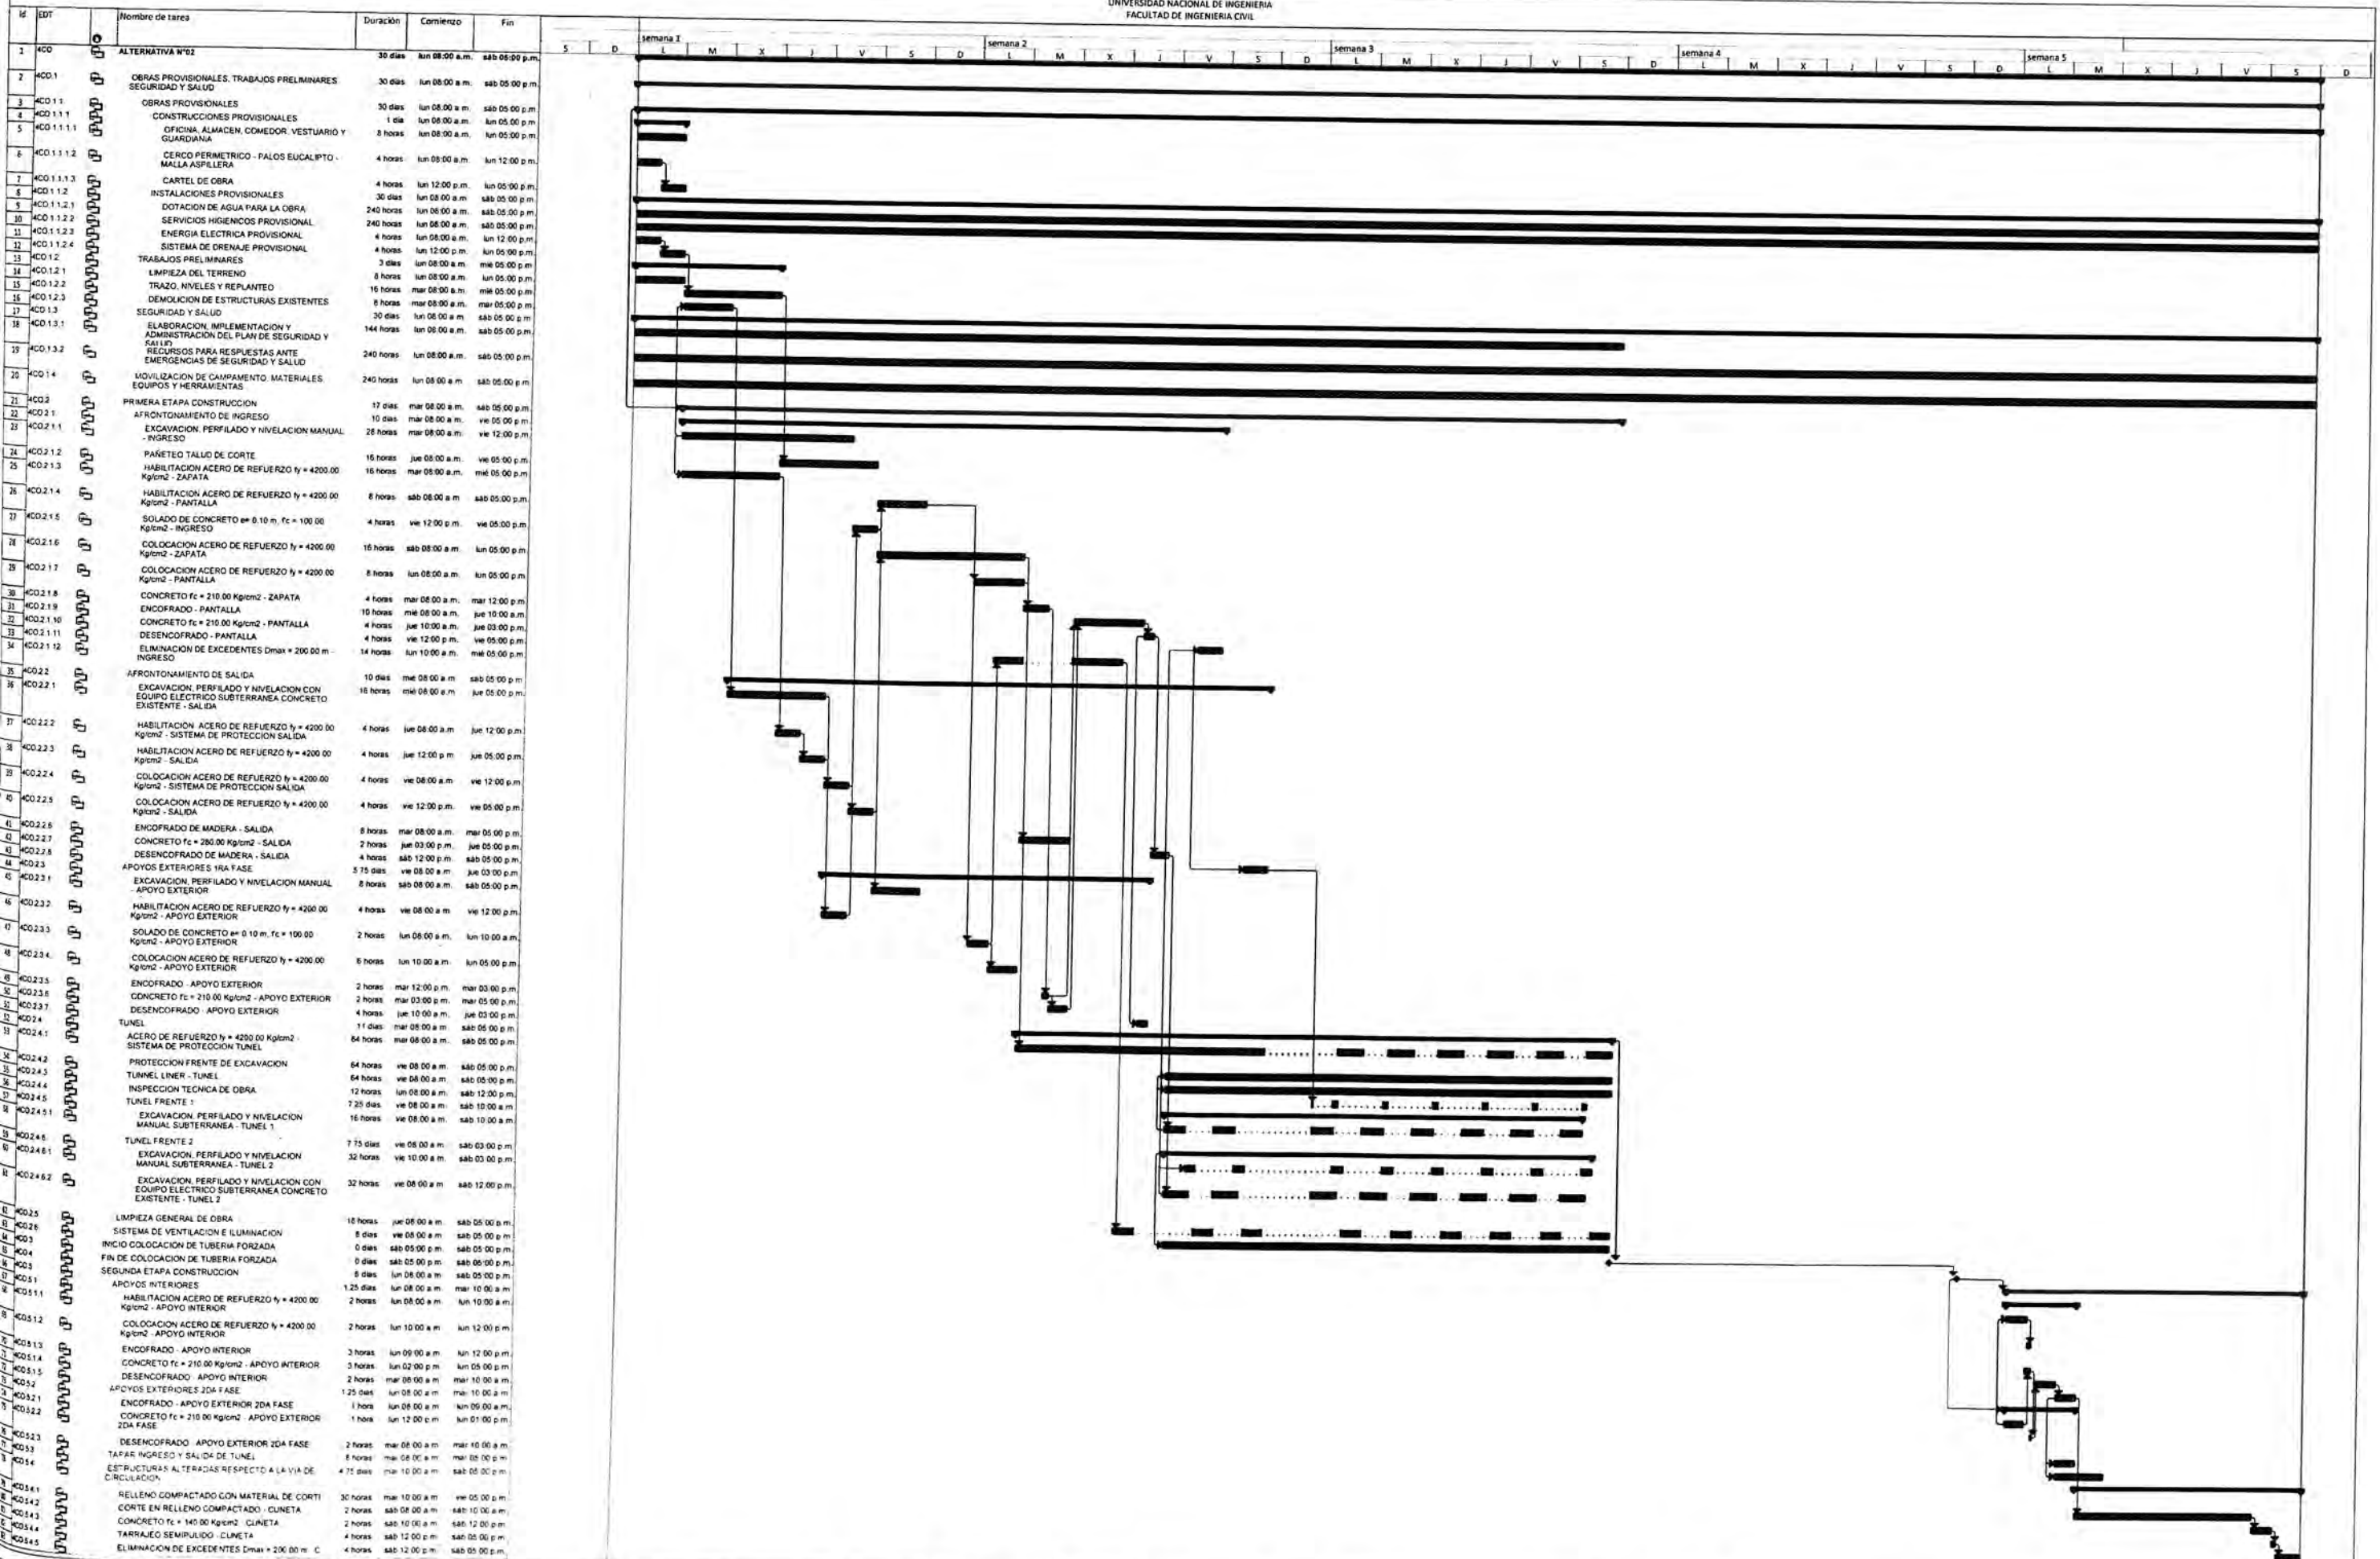 UNIVERSIDAD NACIONAL DE INGENIERIA
FACULTAD DE INGENIERIA CIVIL
Id EDT Nombre de tarea Duración Comienzo Fin
semana 1 semana 2 semana 3 semana 4 semana 5
S D L M X J V S D L M X J V S D L M X J V S D L M X J V S D L M X J V S D
1 4CO ALTERNATIVA N°02 30 días lun 08:00 a.m. sáb 05:00 p.m.
2 4CO.1 OBRAS PROVISIONALES, TRABAJOS PRELIMINARES 30 días lun 08:00 a.m. sáb 05:00 p.m.
SEGURIDAD Y SALUD
3 4CO.1.1 OBRAS PROVISIONALES 30 días lun 08:00 a.m. sáb 05:00 p.m.
4 4CO.1.1.1 CONSTRUCCIONES PROVISIONALES 1 día lun 08:00 a.m. lun 05:00 p.m.
5 4CO.1.1.1.1 OFICINA, ALMACEN, COMEDOR, VESTUARIO Y 8 horas lun 08:00 a.m. lun 05:00 p.m.
GUARDIANIA
6 4CO.1.1.1.2 CERCO PERIMETRICO - PALOS EUCALIPTO - 4 horas lun 08:00 a.m. lun 12:00 p.m.
MALLA ASPILLERA
7 4CO.1.1.1.3 CARTEL DE OBRA 4 horas lun 12:00 p.m. lun 05:00 p.m.
8 4CO.1.1.2 INSTALACIONES PROVISIONALES 30 días lun 08:00 a.m. sáb 05:00 p.m.
9 4CO.1.1.2.1 DOTACION DE AGUA PARA LA OBRA 240 horas lun 08:00 a.m. sáb 05:00 p.m.
10 4CO.1.1.2.2 SERVICIOS HIGIENICOS PROVISIONAL 240 horas lun 08:00 a.m. sáb 05:00 p.m.
11 4CO.1.1.2.3 ENERGIA ELECTRICA PROVISIONAL 4 horas lun 08:00 a.m. lun 12:00 p.m.
12 4CO.1.1.2.4 SISTEMA DE DRENAJE PROVISIONAL 4 horas lun 12:00 p.m. lun 05:00 p.m.
13 4CO.1.2 TRABAJOS PRELIMINARES 3 días lun 08:00 a.m. mié 05:00 p.m.
14 4CO.1.2.1 LIMPIEZA DEL TERRENO 8 horas lun 08:00 a.m. lun 05:00 p.m.
15 4CO.1.2.2 TRAZO, NIVELES Y REPLANTEO 16 horas mar 08:00 a.m. mié 05:00 p.m.
16 4CO.1.2.3 DEMOLICION DE ESTRUCTURAS EXISTENTES 8 horas mar 08:00 a.m. mar 05:00 p.m.
17 4CO.1.3 SEGURIDAD Y SALUD 30 días lun 08:00 a.m. sáb 05:00 p.m.
18 4CO.1.3.1 ELABORACION, IMPLEMENTACION Y 144 horas lun 08:00 a.m. sáb 05:00 p.m.
ADMINISTRACION DEL PLAN DE SEGURIDAD Y
SALUD
19 4CO.1.3.2 RECURSOS PARA RESPUESTAS ANTE 240 horas lun 08:00 a.m. sáb 05:00 p.m.
EMERGENCIAS DE SEGURIDAD Y SALUD
20 4CO.1.4 MOVILIZACION DE CAMPAMENTO, MATERIALES 240 horas lun 08:00 a.m. sáb 05:00 p.m.
EQUIPOS Y HERRAMIENTAS
21 4CO.2 PRIMERA ETAPA CONSTRUCCION 17 días mar 08:00 a.m. sáb 05:00 p.m.
22 4CO.2.1 AFRONTONAMIENTO DE INGRESO 10 días mar 08:00 a.m. vie 05:00 p.m.
23 4CO.2.1.1 EXCAVACION, PERFILADO Y NIVELACION MANUAL 28 horas mar 08:00 a.m. vie 12:00 p.m.
- INGRESO
24 4CO.2.1.2 PAÑETEO TALUD DE CORTE 16 horas jue 08:00 a.m. vie 05:00 p.m.
25 4CO.2.1.3 HABILITACION ACERO DE REFUERZO fy = 4200.00 16 horas mar 08:00 a.m. mié 05:00 p.m.
Kg/cm2 - ZAPATA
26 4CO.2.1.4 HABILITACION ACERO DE REFUERZO fy = 4200.00 8 horas sáb 08:00 a.m. sáb 05:00 p.m.
Kg/cm2 - PANTALLA
27 4CO.2.1.5 SOLADO DE CONCRETO e= 0.10 m, f'c = 100.00 4 horas vie 12:00 p.m. vie 05:00 p.m.
Kg/cm2 - INGRESO
28 4CO.2.1.6 COLOCACION ACERO DE REFUERZO fy = 4200.00 16 horas sáb 08:00 a.m. lun 05:00 p.m.
Kg/cm2 - ZAPATA
29 4CO.2.1.7 COLOCACION ACERO DE REFUERZO fy = 4200.00 8 horas lun 08:00 a.m. lun 05:00 p.m.
Kg/cm2 - PANTALLA
30 4CO.2.1.8 CONCRETO f'c = 210.00 Kg/cm2 - ZAPATA 4 horas mar 08:00 a.m. mar 12:00 p.m.
31 4CO.2.1.9 ENCOFRADO - PANTALLA 10 horas mié 08:00 a.m. jue 10:00 a.m.
32 4CO.2.1.10 CONCRETO f'c = 210.00 Kg/cm2 - PANTALLA 4 horas jue 10:00 a.m. jue 03:00 p.m.
33 4CO.2.1.11 DESENCOFRADO - PANTALLA 4 horas vie 12:00 p.m. vie 05:00 p.m.
34 4CO.2.1.12 ELIMINACION DE EXCEDENTES Dmax = 200.00 m - 14 horas lun 10:00 a.m. mié 05:00 p.m.
INGRESO
35 4CO.2.2 AFRONTONAMIENTO DE SALIDA 10 días mié 08:00 a.m. sáb 05:00 p.m.
36 4CO.2.2.1 EXCAVACION, PERFILADO Y NIVELACION CON 16 horas mié 08:00 a.m. jue 05:00 p.m.
EQUIPO ELECTRICO SUBTERRANEA CONCRETO
EXISTENTE - SALIDA
37 4CO.2.2.2 HABILITACION ACERO DE REFUERZO fy = 4200.00 4 horas jue 08:00 a.m. jue 12:00 p.m.
Kg/cm2 - SISTEMA DE PROTECCION SALIDA
38 4CO.2.2.3 HABILITACION ACERO DE REFUERZO fy = 4200.00 4 horas jue 12:00 p.m. jue 05:00 p.m.
Kg/cm2 - SALIDA
39 4CO.2.2.4 COLOCACION ACERO DE REFUERZO fy = 4200.00 4 horas vie 08:00 a.m. vie 12:00 p.m.
Kg/cm2 - SISTEMA DE PROTECCION SALIDA
40 4CO.2.2.5 COLOCACION ACERO DE REFUERZO fy = 4200.00 4 horas vie 12:00 p.m. vie 05:00 p.m.
Kg/cm2 - SALIDA
41 4CO.2.2.6 ENCOFRADO DE MADERA - SALIDA 8 horas mar 08:00 a.m. mar 05:00 p.m.
42 4CO.2.2.7 CONCRETO f'c = 280.00 Kg/cm2 - SALIDA 2 horas jue 03:00 p.m. jue 05:00 p.m.
43 4CO.2.2.8 DESENCOFRADO DE MADERA - SALIDA 4 horas sáb 12:00 p.m. sáb 05:00 p.m.
44 4CO.2.3 APOYOS EXTERIORES 1RA FASE 5.75 días vie 08:00 a.m. jue 03:00 p.m.
45 4CO.2.3.1 EXCAVACION, PERFILADO Y NIVELACION MANUAL 8 horas sáb 08:00 a.m. sáb 05:00 p.m.
- APOYO EXTERIOR
46 4CO.2.3.2 HABILITACION ACERO DE REFUERZO fy = 4200.00 4 horas vie 08:00 a.m. vie 12:00 p.m.
Kg/cm2 - APOYO EXTERIOR
47 4CO.2.3.3 SOLADO DE CONCRETO e= 0.10 m, f'c = 100.00 2 horas lun 08:00 a.m. lun 10:00 a.m.
Kg/cm2 - APOYO EXTERIOR
48 4CO.2.3.4 COLOCACION ACERO DE REFUERZO fy = 4200.00 6 horas lun 10:00 a.m. lun 05:00 p.m.
Kg/cm2 - APOYO EXTERIOR
49 4CO.2.3.5 ENCOFRADO - APOYO EXTERIOR 2 horas mar 12:00 p.m. mar 03:00 p.m.
50 4CO.2.3.6 CONCRETO f'c = 210.00 Kg/cm2 - APOYO EXTERIOR 2 horas mar 03:00 p.m. mar 05:00 p.m.
51 4CO.2.3.7 DESENCOFRADO - APOYO EXTERIOR 4 horas jue 10:00 a.m. jue 03:00 p.m.
52 4CO.2.4 TUNEL 11 días mar 08:00 a.m. sáb 05:00 p.m.
53 4CO.2.4.1 ACERO DE REFUERZO fy = 4200.00 Kg/cm2 - 84 horas mar 08:00 a.m. sáb 05:00 p.m.
SISTEMA DE PROTECCION TUNEL
54 4CO.2.4.2 PROTECCION FRENTE DE EXCAVACION 64 horas vie 08:00 a.m. sáb 05:00 p.m.
55 4CO.2.4.3 TUNNEL LINER - TUNEL 64 horas vie 08:00 a.m. sáb 05:00 p.m.
56 4CO.2.4.4 INSPECCION TECNICA DE OBRA 12 horas lun 08:00 a.m. sáb 12:00 p.m.
57 4CO.2.4.5 TUNEL FRENTE 1 7.25 días vie 08:00 a.m. sáb 10:00 a.m.
58 4CO.2.4.5.1 EXCAVACION, PERFILADO Y NIVELACION 16 horas vie 08:00 a.m. sáb 10:00 a.m.
MANUAL SUBTERRANEA - TUNEL 1
59 4CO.2.4.6 TUNEL FRENTE 2 7.75 días vie 08:00 a.m. sáb 03:00 p.m.
60 4CO.2.4.6.1 EXCAVACION, PERFILADO Y NIVELACION 32 horas vie 10:00 a.m. sáb 03:00 p.m.
MANUAL SUBTERRANEA - TUNEL 2
61 4CO.2.4.6.2 EXCAVACION, PERFILADO Y NIVELACION CON 32 horas vie 08:00 a.m. sáb 12:00 p.m.
EQUIPO ELECTRICO SUBTERRANEA CONCRETO
EXISTENTE - TUNEL 2
62 4CO.2.5 LIMPIEZA GENERAL DE OBRA 18 horas jue 08:00 a.m. sáb 05:00 p.m.
63 4CO.2.6 SISTEMA DE VENTILACION E ILUMINACION 8 días vie 08:00 a.m. sáb 05:00 p.m.
64 4CO.3 INICIO COLOCACION DE TUBERIA FORZADA 0 días sáb 05:00 p.m. sáb 05:00 p.m.
65 4CO.4 FIN DE COLOCACION DE TUBERIA FORZADA 0 días sáb 05:00 p.m. sáb 05:00 p.m.
66 4CO.5 SEGUNDA ETAPA CONSTRUCCION 6 días lun 08:00 a.m. sáb 05:00 p.m.
67 4CO.5.1 APOYOS INTERIORES 1.25 días lun 08:00 a.m. mar 10:00 a.m.
4CO.5.1.1 HABILITACION ACERO DE REFUERZO fy = 4200.00 2 horas lun 08:00 a.m. lun 10:00 a.m.
Kg/cm2 - APOYO INTERIOR
4CO.5.1.2 COLOCACION ACERO DE REFUERZO fy = 4200.00 2 horas lun 10:00 a.m. lun 12:00 p.m.
Kg/cm2 - APOYO INTERIOR
4CO.5.1.3 ENCOFRADO - APOYO INTERIOR 3 horas lun 09:00 a.m. lun 12:00 p.m.
4CO.5.1.4 CONCRETO f'c = 210.00 Kg/cm2 - APOYO INTERIOR 3 horas lun 02:00 p.m. lun 05:00 p.m.
4CO.5.1.5 DESENCOFRADO - APOYO INTERIOR 2 horas mar 08:00 a.m. mar 10:00 a.m.
4CO.5.2 APOYOS EXTERIORES 2DA FASE 1.25 días lun 08:00 a.m. mar 10:00 a.m.
4CO.5.2.1 ENCOFRADO - APOYO EXTERIOR 2DA FASE 1 hora lun 08:00 a.m. lun 09:00 a.m.
4CO.5.2.2 CONCRETO f'c = 210.00 Kg/cm2 - APOYO EXTERIOR 1 hora lun 12:00 p.m. lun 01:00 p.m.
2DA FASE
4CO.5.2.3 DESENCOFRADO - APOYO EXTERIOR 2DA FASE 2 horas mar 08:00 a.m. mar 10:00 a.m.
4CO.5.3 TAPAR INGRESO Y SALIDA DE TUNEL 8 horas mar 08:00 a.m. mar 05:00 p.m.
4CO.5.4 ESTRUCTURAS ALTERADAS RESPECTO A LA VIA DE 4.75 días mar 10:00 a.m. sáb 05:00 p.m.
CIRCULACION
4CO.5.4.1 RELLENO COMPACTADO CON MATERIAL DE CORTE 30 horas mar 10:00 a.m. vie 05:00 p.m.
4CO.5.4.2 CORTE EN RELLENO COMPACTADO - CUNETA 2 horas sáb 08:00 a.m. sáb 10:00 a.m.
4CO.5.4.3 CONCRETO f'c = 140.00 Kg/cm2 - CUNETA 2 horas sáb 10:00 a.m. sáb 12:00 p.m.
4CO.5.4.4 TARRAJEO SEMIPULIDO - CUNETA 4 horas sáb 12:00 p.m. sáb 05:00 p.m.
4CO.5.4.5 ELIMINACION DE EXCEDENTES Dmax = 200.00 m - C 4 horas sáb 12:00 p.m. sáb 05:00 p.m.